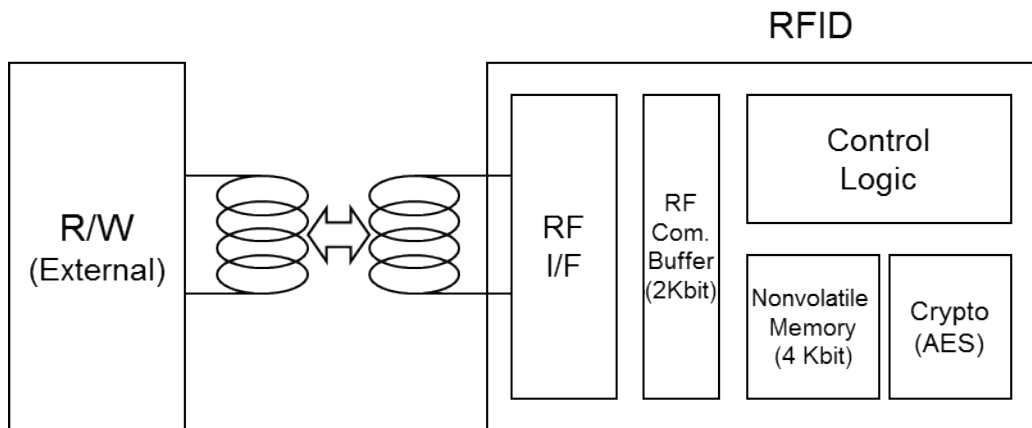 RFID
R/W
(External)
RF
I/F
RF
Com.
Buffer
(2Kbit)
Control
Logic
Nonvolatile
Memory
(4 Kbit)
Crypto
(AES)